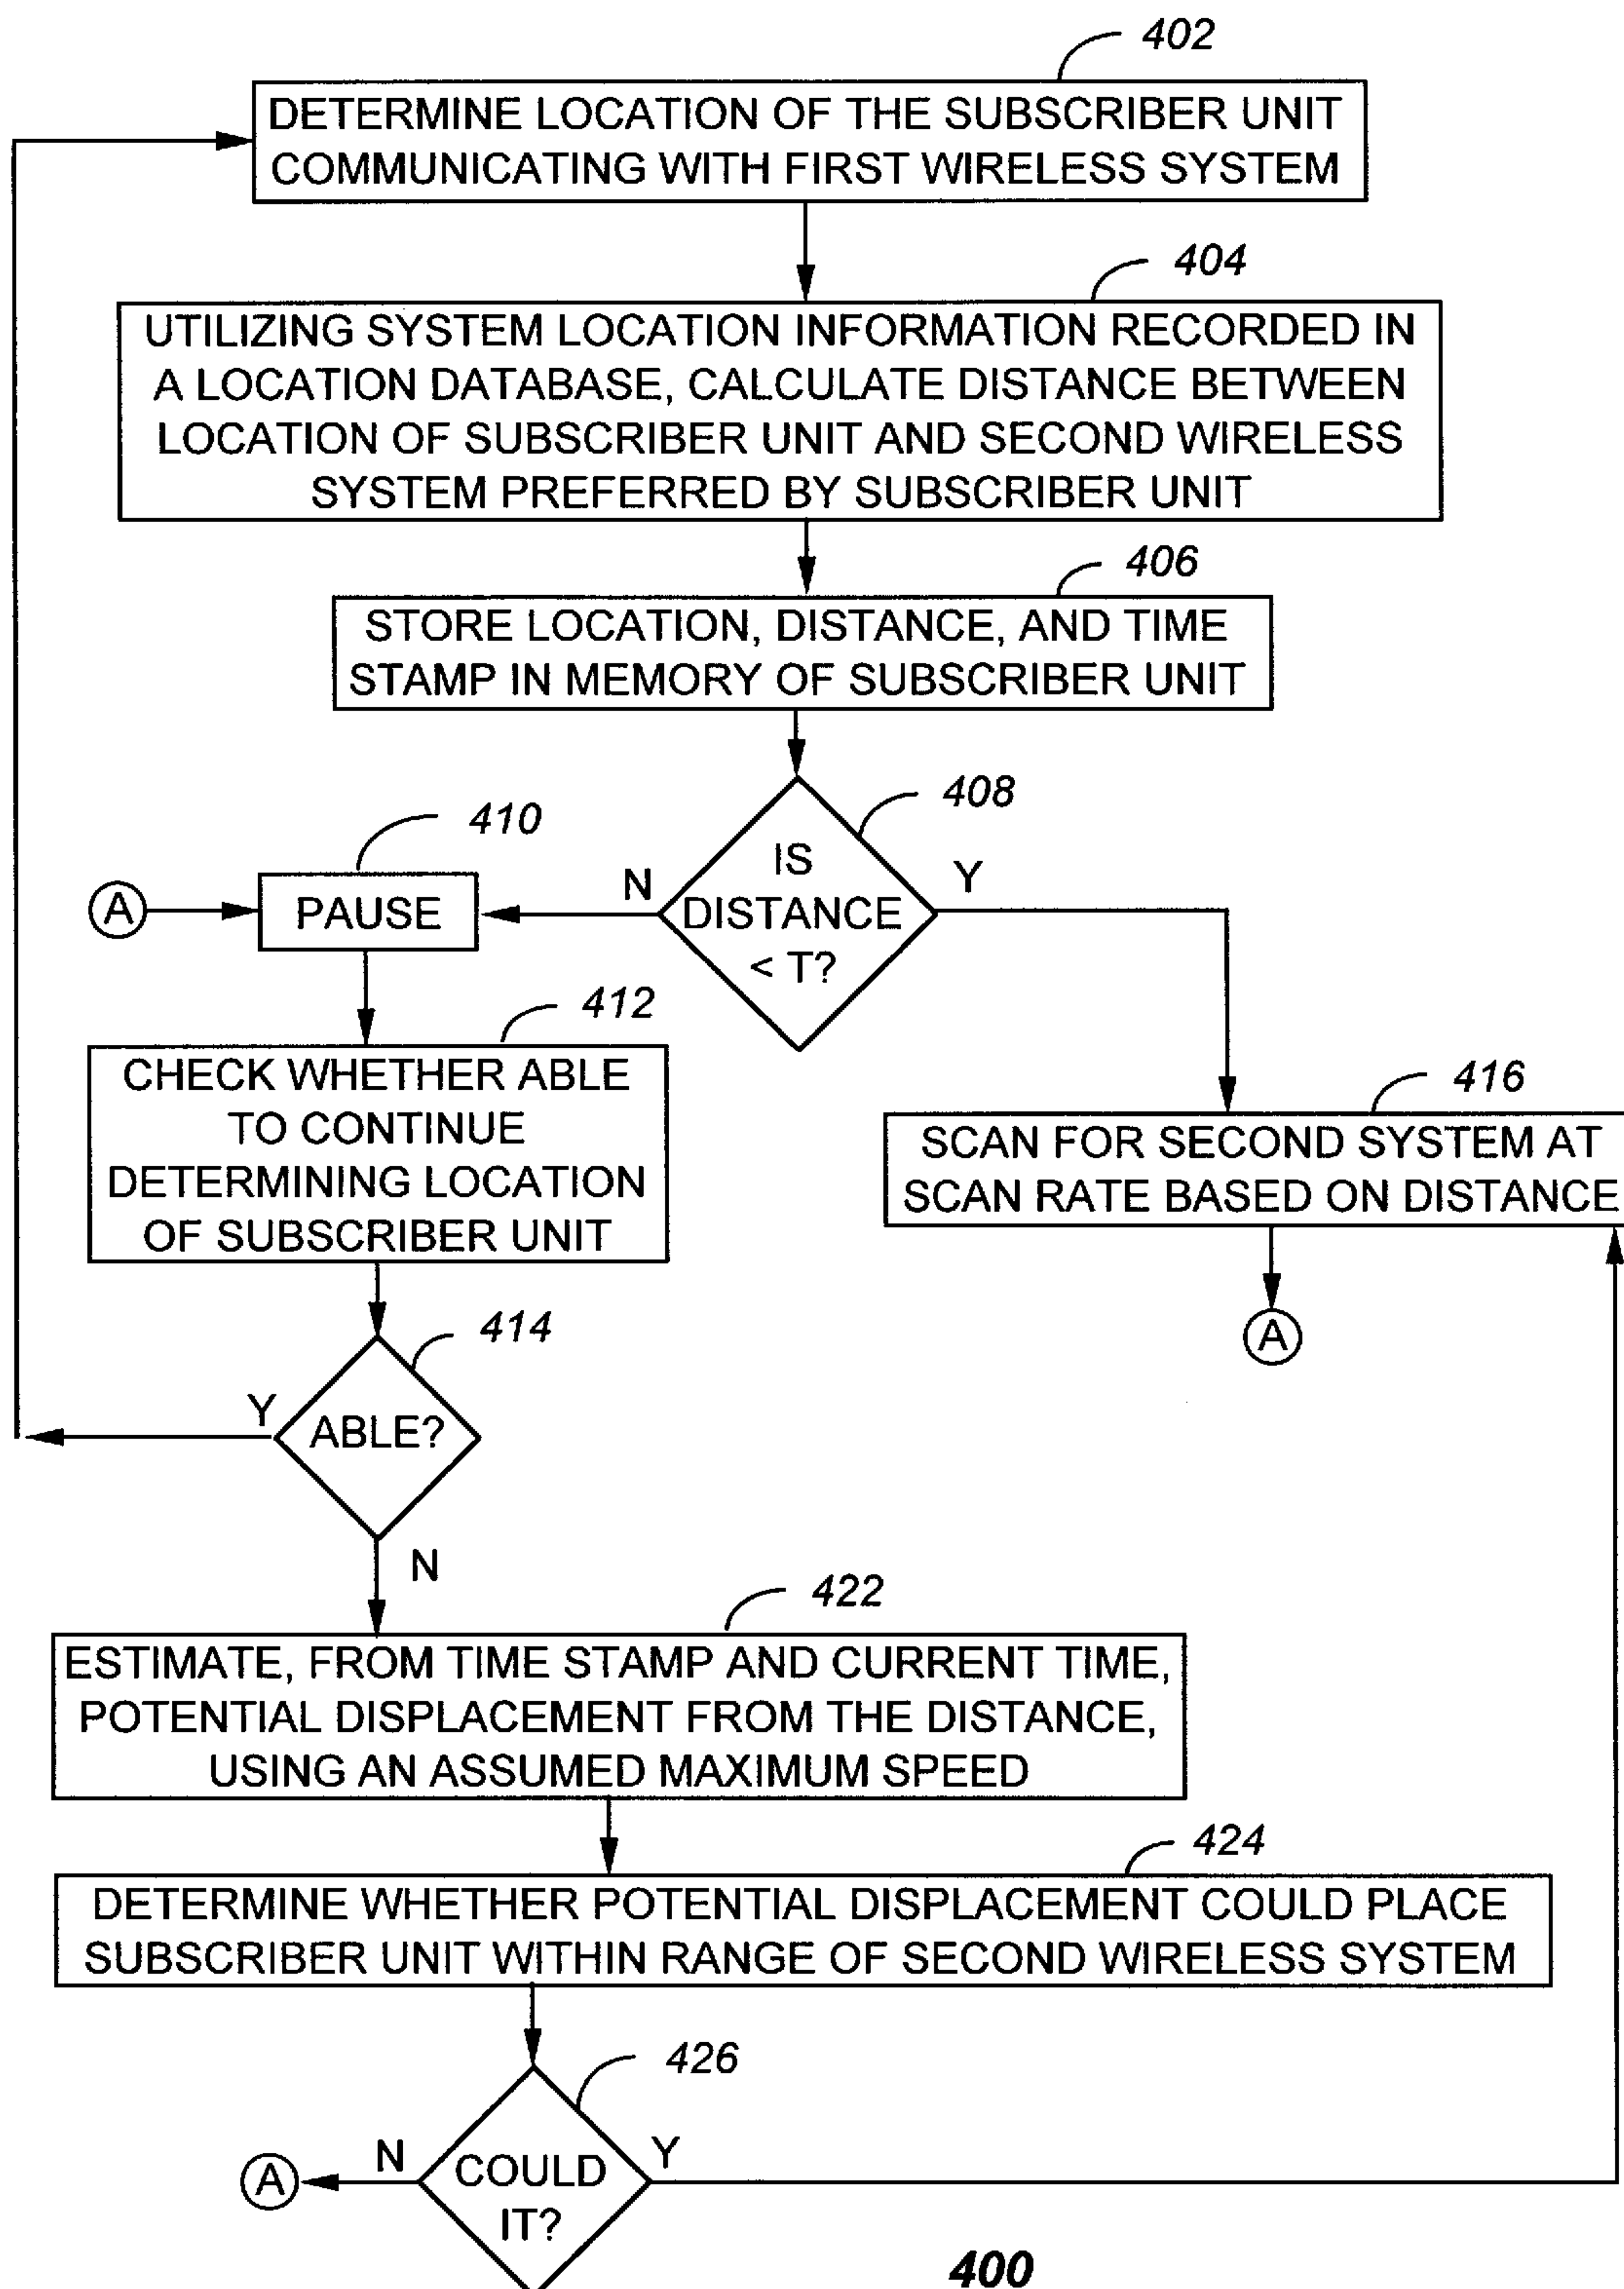 402
DETERMINE LOCATION OF THE SUBSCRIBER UNIT
COMMUNICATING WITH FIRST WIRELESS SYSTEM
404
UTILIZING SYSTEM LOCATION INFORMATION RECORDED IN
A LOCATION DATABASE, CALCULATE DISTANCE BETWEEN
LOCATION OF SUBSCRIBER UNIT AND SECOND WIRELESS
SYSTEM PREFERRED BY SUBSCRIBER UNIT
406
STORE LOCATION, DISTANCE, AND TIME
STAMP IN MEMORY OF SUBSCRIBER UNIT
408
IS
DISTANCE
< T?
N
Y
410
A
PAUSE
412
CHECK WHETHER ABLE
TO CONTINUE
DETERMINING LOCATION
OF SUBSCRIBER UNIT
416
SCAN FOR SECOND SYSTEM AT
SCAN RATE BASED ON DISTANCE
A
414
ABLE?
Y
N
422
ESTIMATE, FROM TIME STAMP AND CURRENT TIME,
POTENTIAL DISPLACEMENT FROM THE DISTANCE,
USING AN ASSUMED MAXIMUM SPEED
424
DETERMINE WHETHER POTENTIAL DISPLACEMENT COULD PLACE
SUBSCRIBER UNIT WITHIN RANGE OF SECOND WIRELESS SYSTEM
426
COULD
IT?
N
Y
A
400